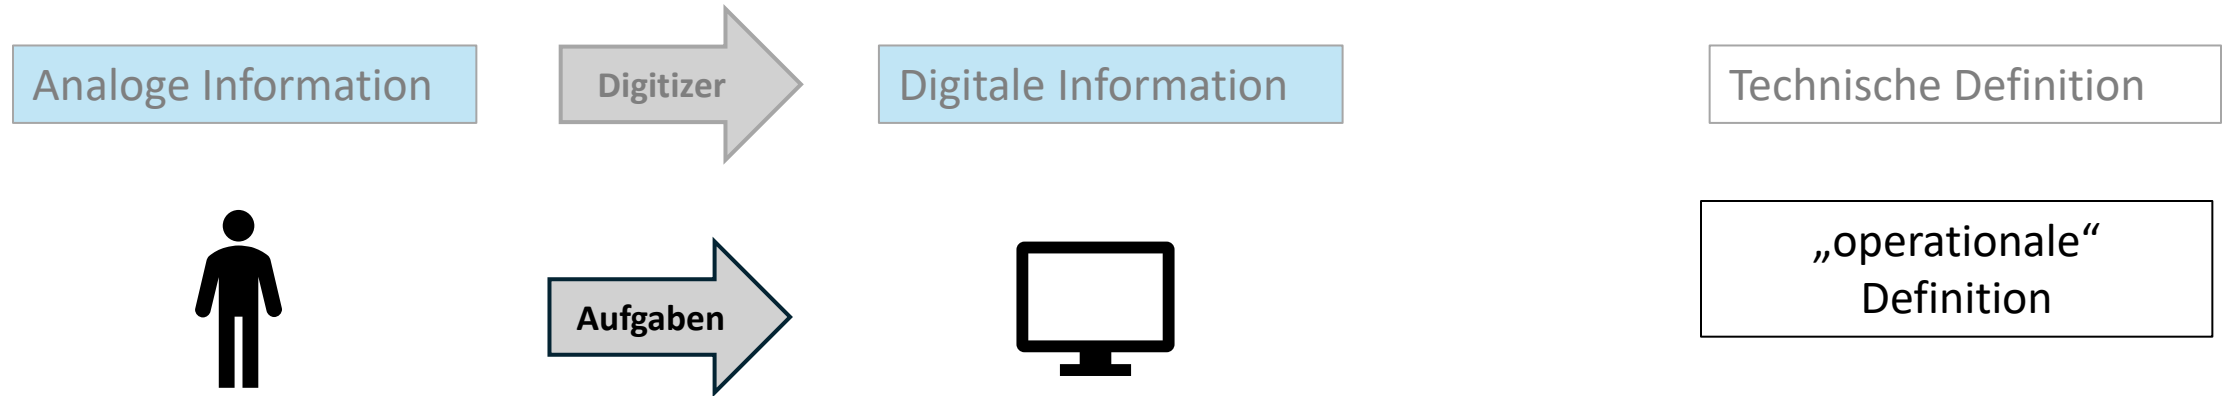 Analoge Information
Digitizer
Digitale Information
Technische Definition
Aufgaben
„operationale“
Definition